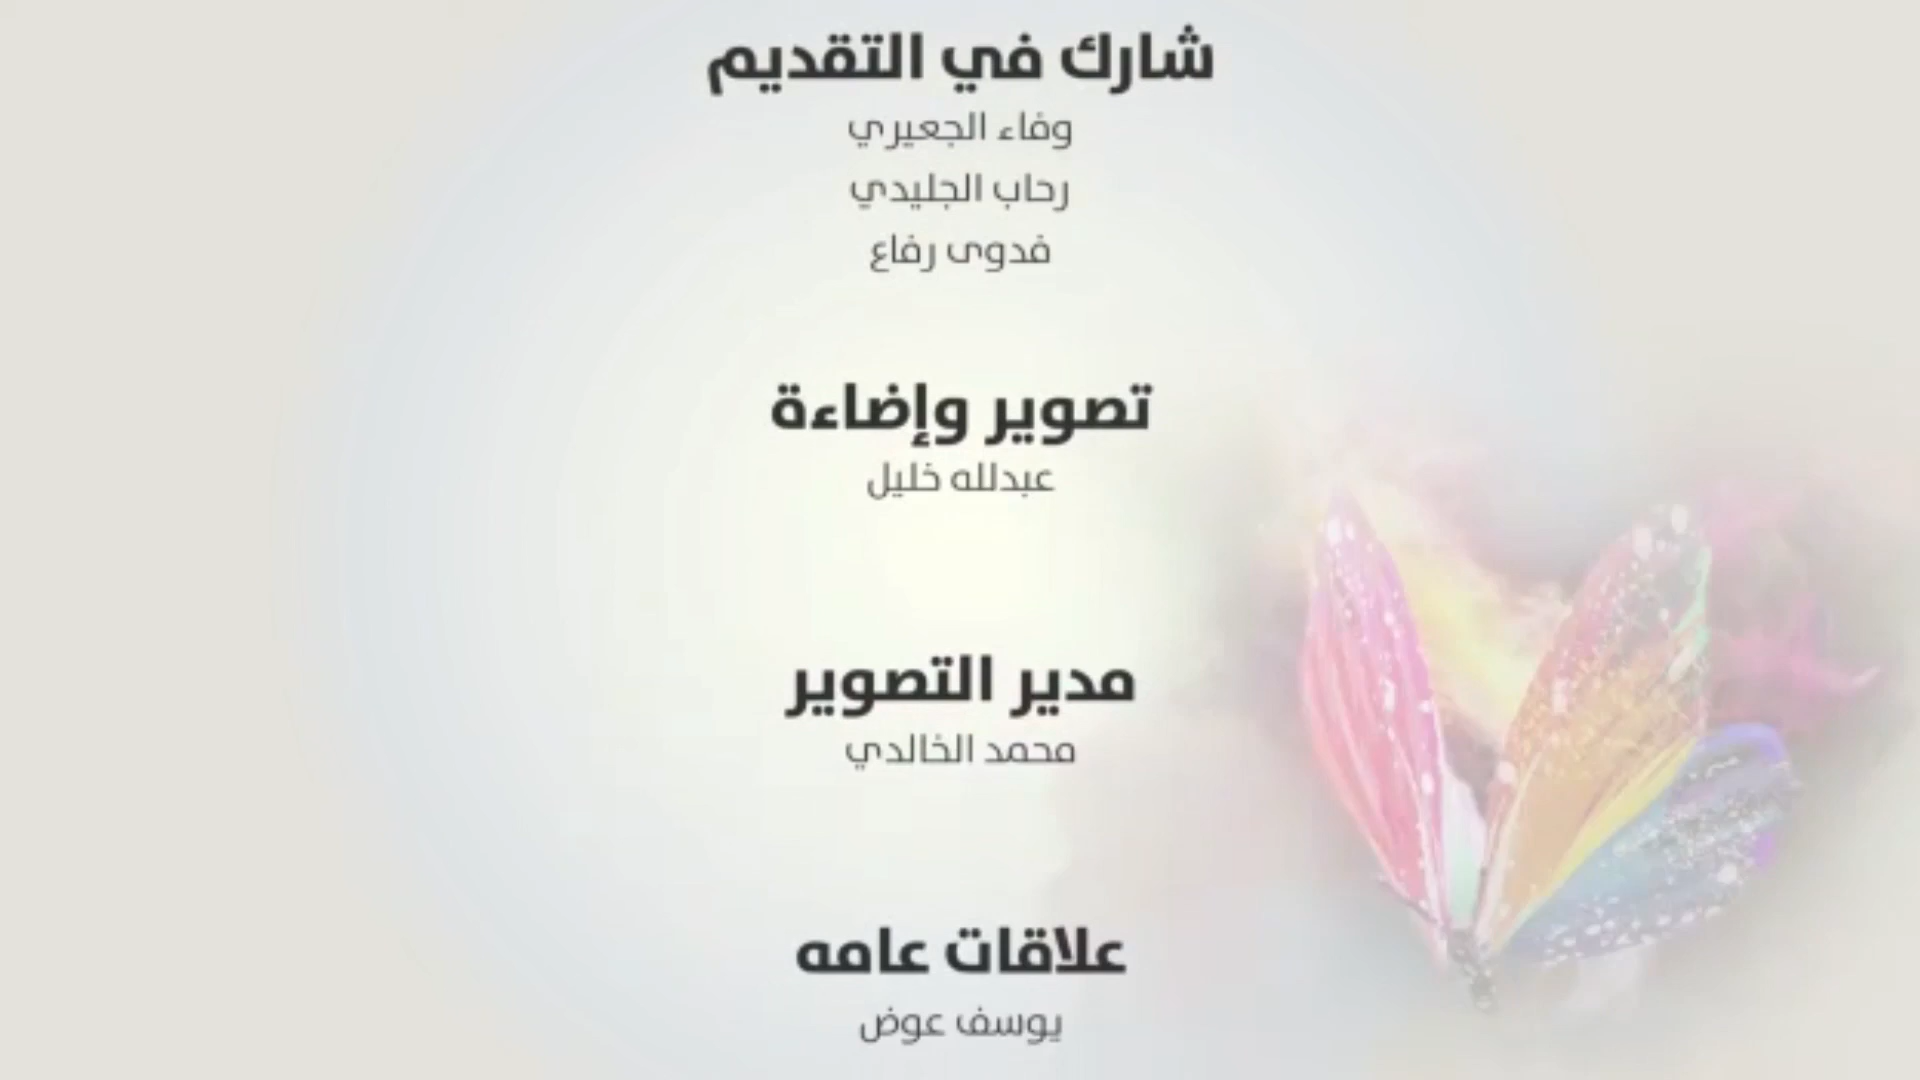 شارك في التقديم
وفاء الجعيري
رحاب الجليدي
فدوى رفاع
تصوير وإضاءة
عبدلله خليل
مدير التصوير
محمد الخالدي
علاقات عامه
يوسف عوض